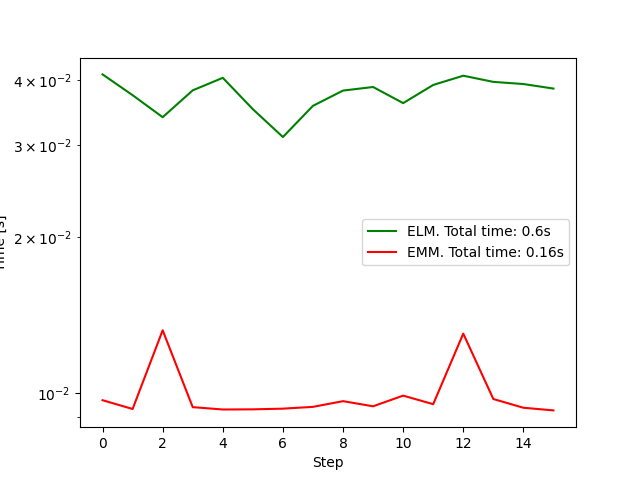 4 × 10⁻²
3 × 10⁻²
2 × 10⁻²
10⁻²
ELM. Total time: 0.6s
EMM. Total time: 0.16s
0 2 4 6 8 10 12 14
Step